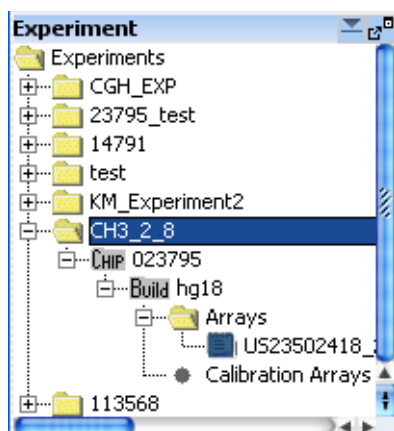 Experiment
Experiments
CGH_EXP
23795_test
14791
test
KM_Experiment2
CH3_2_8
CHIP 023795
Build hg18
Arrays
US23502418_
Calibration Arrays
113568